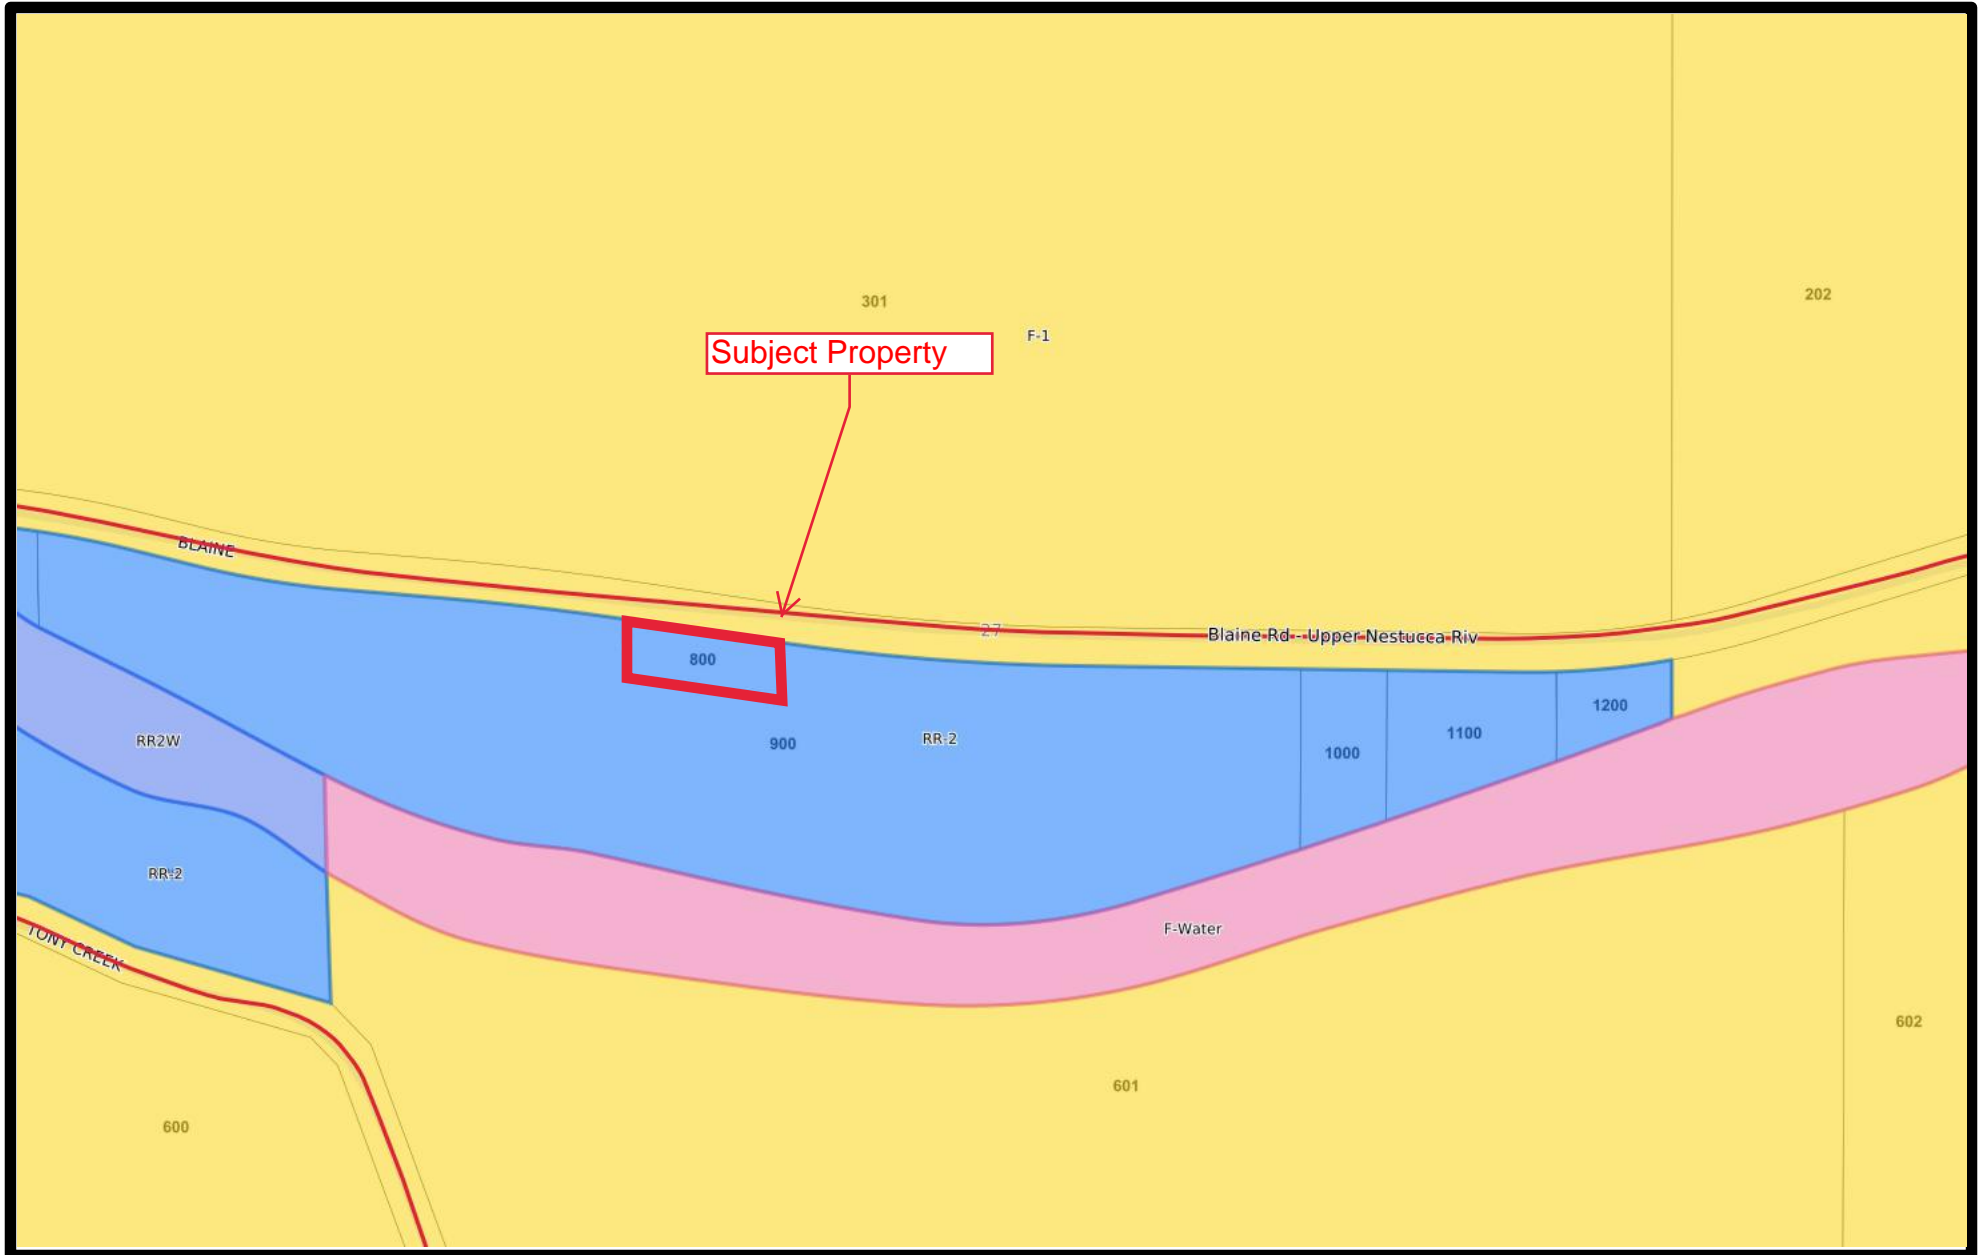 202
301
F-1
Subject Property
BLAINE
27
Blaine Rd - Upper Nestucca Riv
800
1200
1100
RR-2
RR2W
900
1000
RR-2
F-Water
TONY CREEK
602
601
600